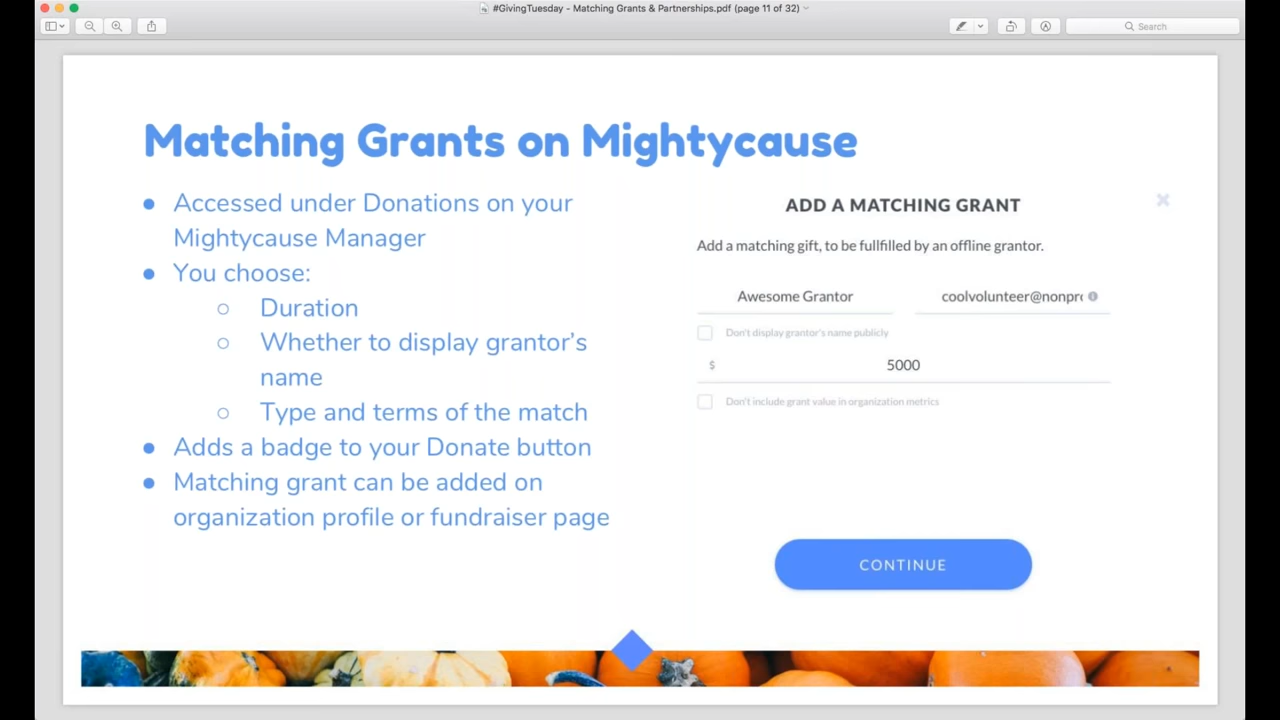 #GivingTuesday - Matching Grants & Partnerships.pdf (page 11 of 32)
Search
Matching Grants on Mightycause
● Accessed under Donations on your
Mightycause Manager
● You choose:
○ Duration
○ Whether to display grantor's
name
○ Type and terms of the match
● Adds a badge to your Donate button
● Matching grant can be added on
organization profile or fundraiser page
ADD A MATCHING GRANT
Add a matching gift, to be fullfilled by an offline grantor.
Awesome Grantor
coolvolunteer@nonpr
Don't display grantor's name publicly
$ 5000
Don't include grant value in organization metrics
CONTINUE